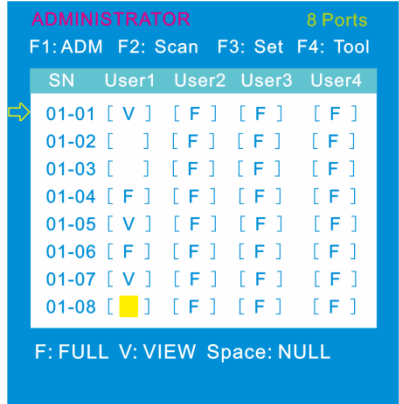 ADMINISTRATOR 8 Ports
F1: ADM F2: Scan F3: Set F4: Tool
SN User1 User2 User3 User4
01-01 [ V ] [ F ] [ F ] [ F ]
01-02 [ ] [ F ] [ F ] [ F ]
01-03 [ ] [ F ] [ F ] [ F ]
01-04 [ F ] [ F ] [ F ] [ F ]
01-05 [ V ] [ F ] [ F ] [ F ]
01-06 [ F ] [ F ] [ F ] [ F ]
01-07 [ V ] [ F ] [ F ] [ F ]
01-08 [ ] [ F ] [ F ] [ F ]
F: FULL V: VIEW Space: NULL